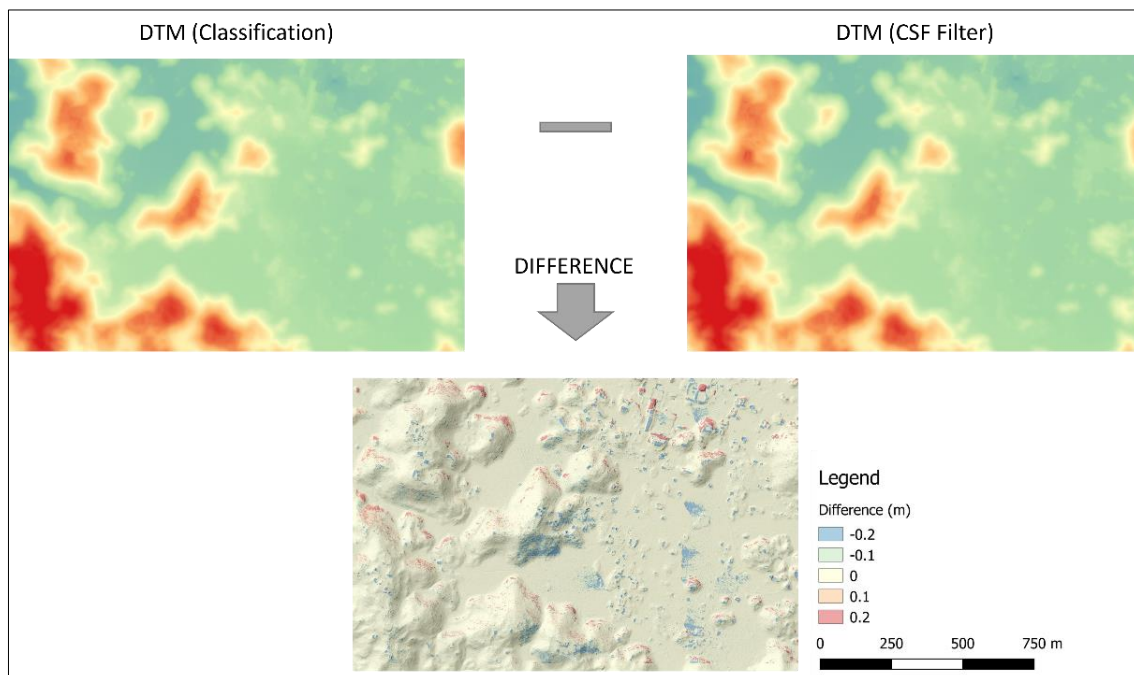 DTM (Classification)
DTM (CSF Filter)
DIFFERENCE
Legend
Difference (m)
-0.2
-0.1
0
0.1
0.2
0 250 500 750 m